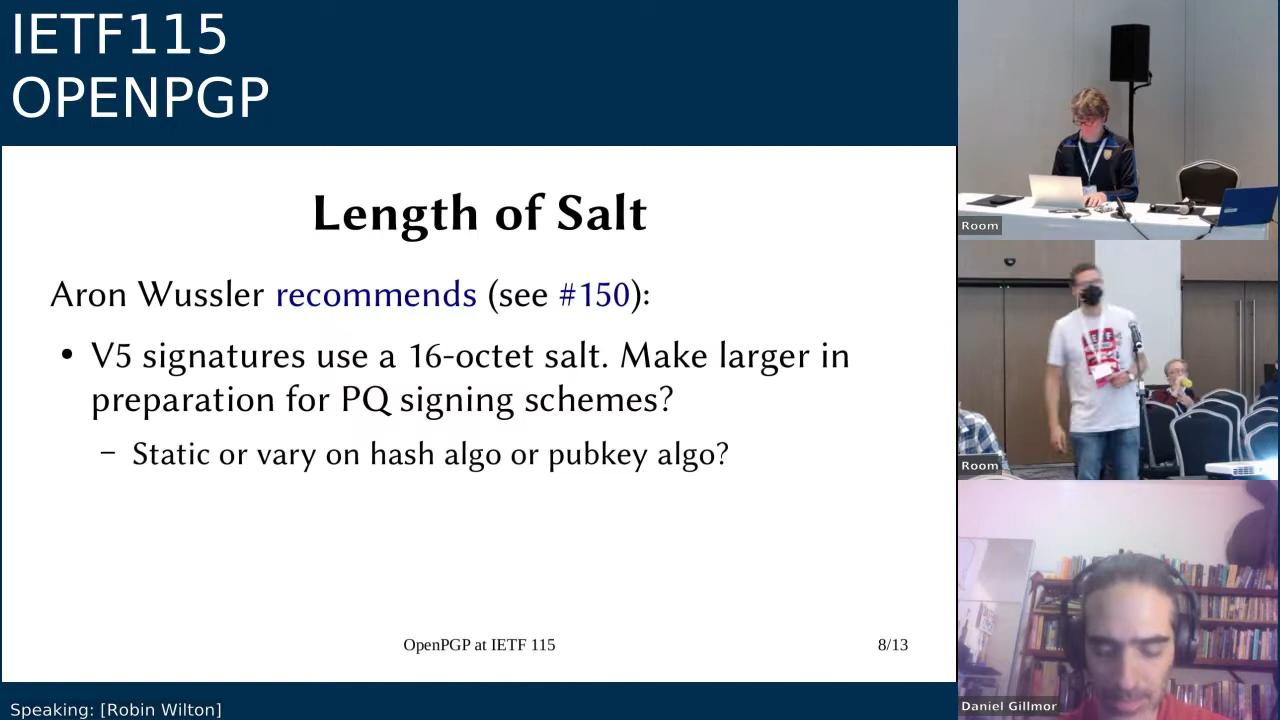 IETF115
OPENPGP
Length of Salt
Aron Wussler recommends (see #150):
• V5 signatures use a 16-octet salt. Make larger in
preparation for PQ signing schemes?
– Static or vary on hash algo or pubkey algo?
OpenPGP at IETF 115
8/13
Speaking: [Robin Wilton]
Room
Room
Daniel Gillmor